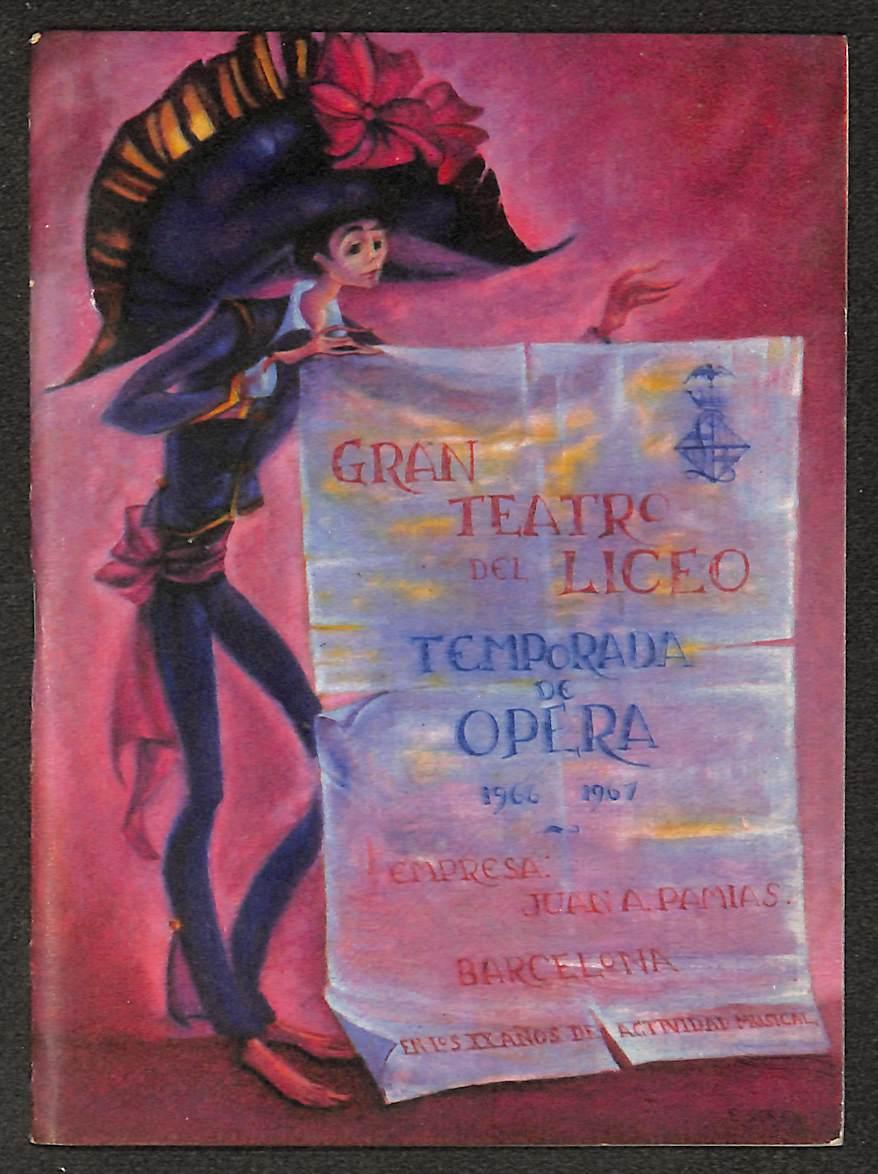 GRAN
TEATRO
DEL LICEO
TEMPORADA
DE
OPERA
1966 1967
EMPRESA:
JUAN A. PAMIAS.
BARCELONA
EN LOS XX AÑOS DE ACTIVIDAD MUSICAL